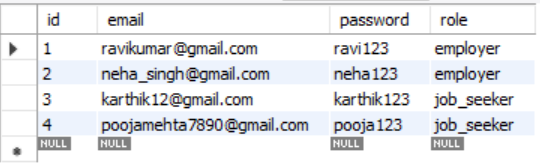 id email password role
1 ravikumar@gmail.com ravi123 employer
2 neha_singh@gmail.com neha123 employer
3 karthik12@gmail.com karthik123 job_seeker
4 poojamehta7890@gmail.com pooja123 job_seeker
NULL NULL NULL NULL